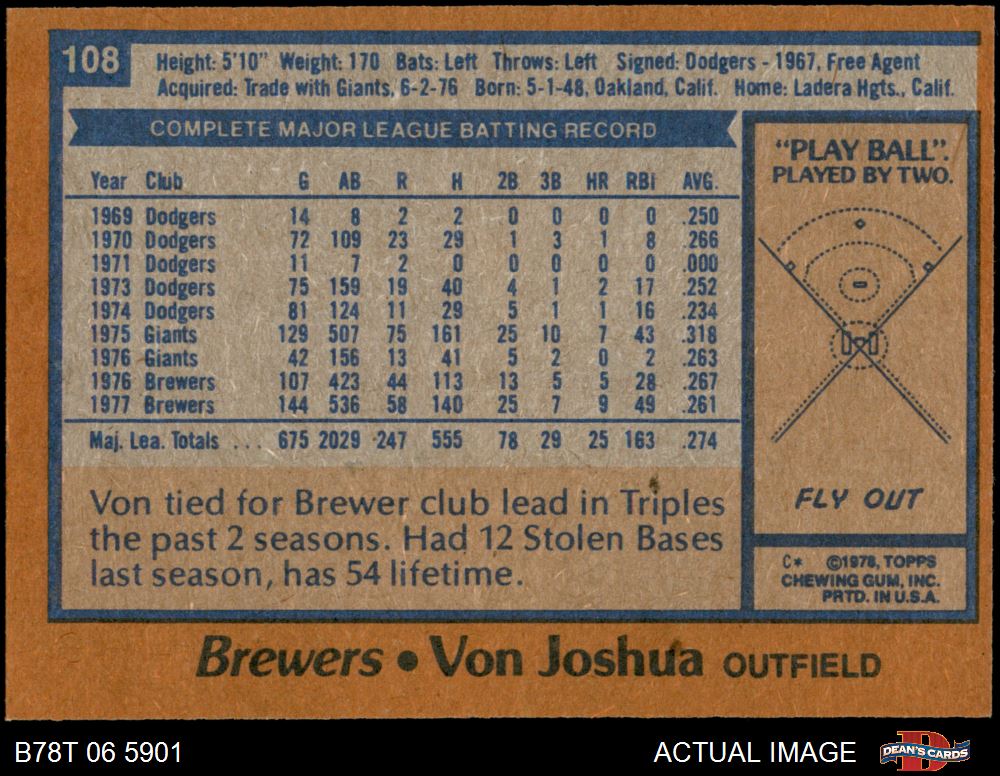 108
Height: 5'10" Weight: 170 Bats: Left Throws: Left Signed: Dodgers - 1967, Free Agent
Acquired: Trade with Giants, 6-2-76 Born: 5-1-48, Oakland, Calif. Home: Ladera Hgts., Calif.
COMPLETE MAJOR LEAGUE BATTING RECORD
Year Club G AB R H 2B 3B HR RBI AVG.
1969 Dodgers 14 8 2 2 0 0 0 0 .250
1970 Dodgers 72 109 23 29 1 3 1 8 .266
1971 Dodgers 11 7 2 0 0 0 0 0 .000
1973 Dodgers 75 159 19 40 4 1 2 17 .252
1974 Dodgers 81 124 11 29 5 1 1 16 .234
1975 Giants 129 507 75 161 25 10 7 43 .318
1976 Giants 42 156 13 41 5 2 0 2 .263
1976 Brewers 107 423 44 113 13 5 5 28 .267
1977 Brewers 144 536 58 140 25 7 9 49 .261
Maj. Lea. Totals ... 675 2029 247 555 78 29 25 163 .274
Von tied for Brewer club lead in Triples
the past 2 seasons. Had 12 Stolen Bases
last season, has 54 lifetime.
"PLAY BALL".
PLAYED BY TWO.
FLY OUT
C* ©1978, TOPPS
CHEWING GUM, INC.
PRTD. IN U.S.A.
Brewers • Von Joshua OUTFIELD
B78T 06 5901
ACTUAL IMAGE
D
DEAN'S CARDS